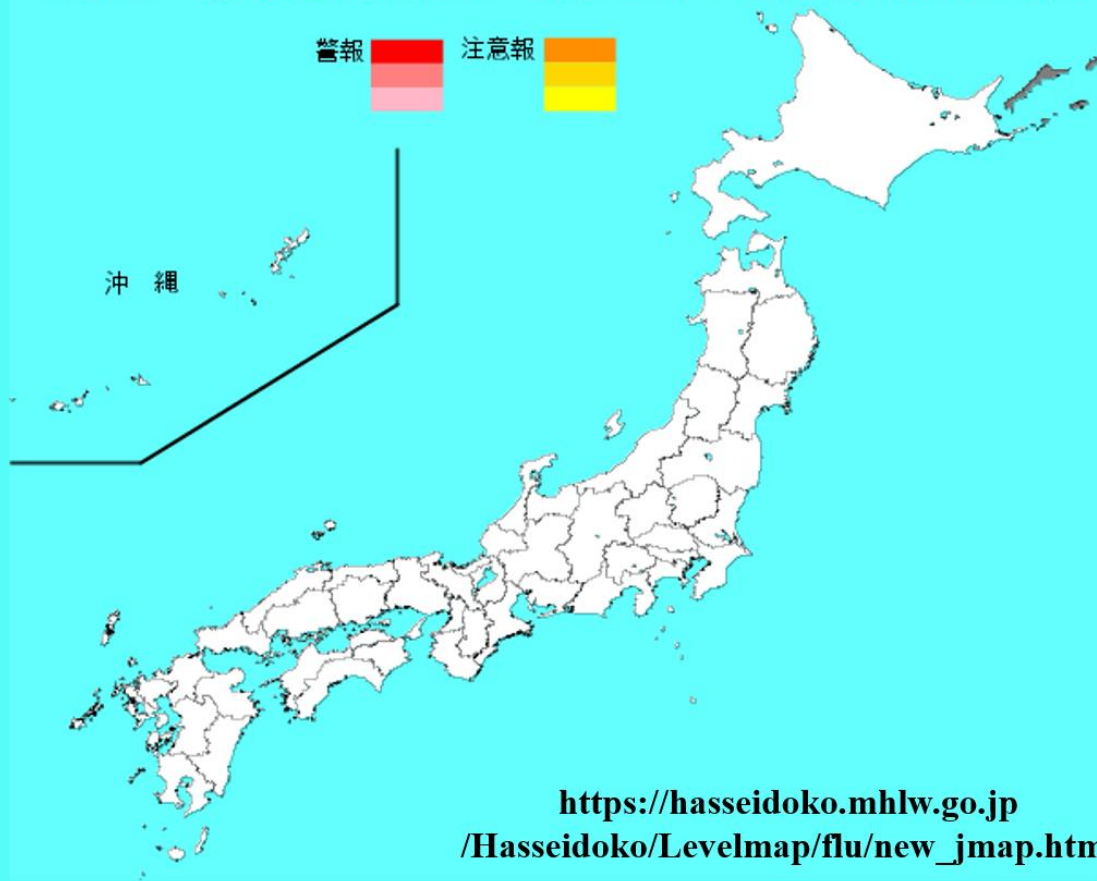 警報 注意報
沖 縄
https://hasseidoko.mhlw.go.jp
/Hasseidoko/Levelmap/flu/new_jmap.htm